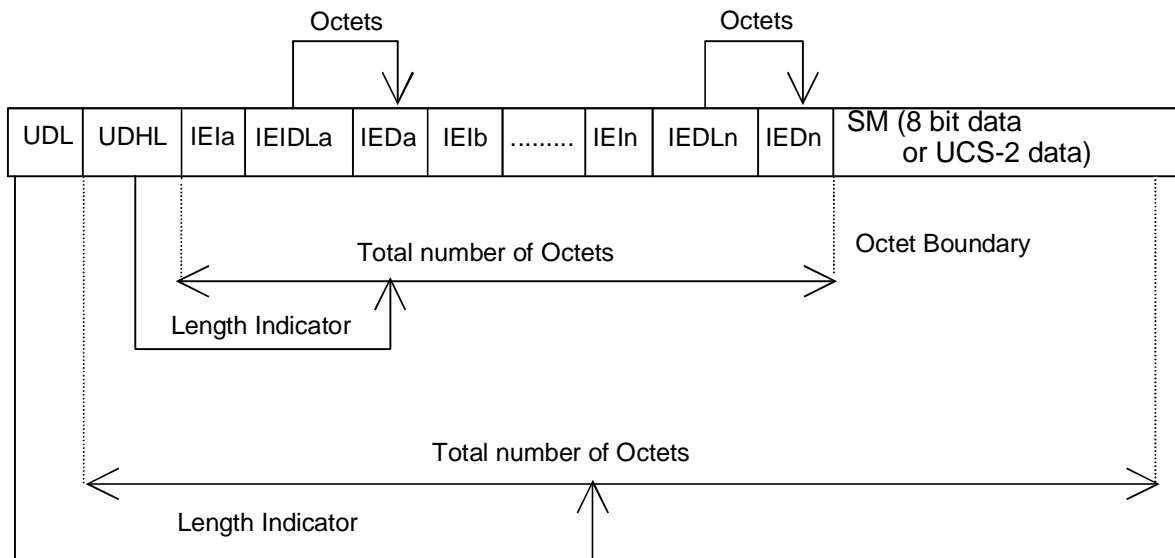 Octets Octets
UDL UDHL IEIa IEIDLa IEDa IEIb ......... IEIn IEDLn IEDn SM (8 bit data
or UCS-2 data)
Total number of Octets Octet Boundary
Length Indicator
Total number of Octets
Length Indicator